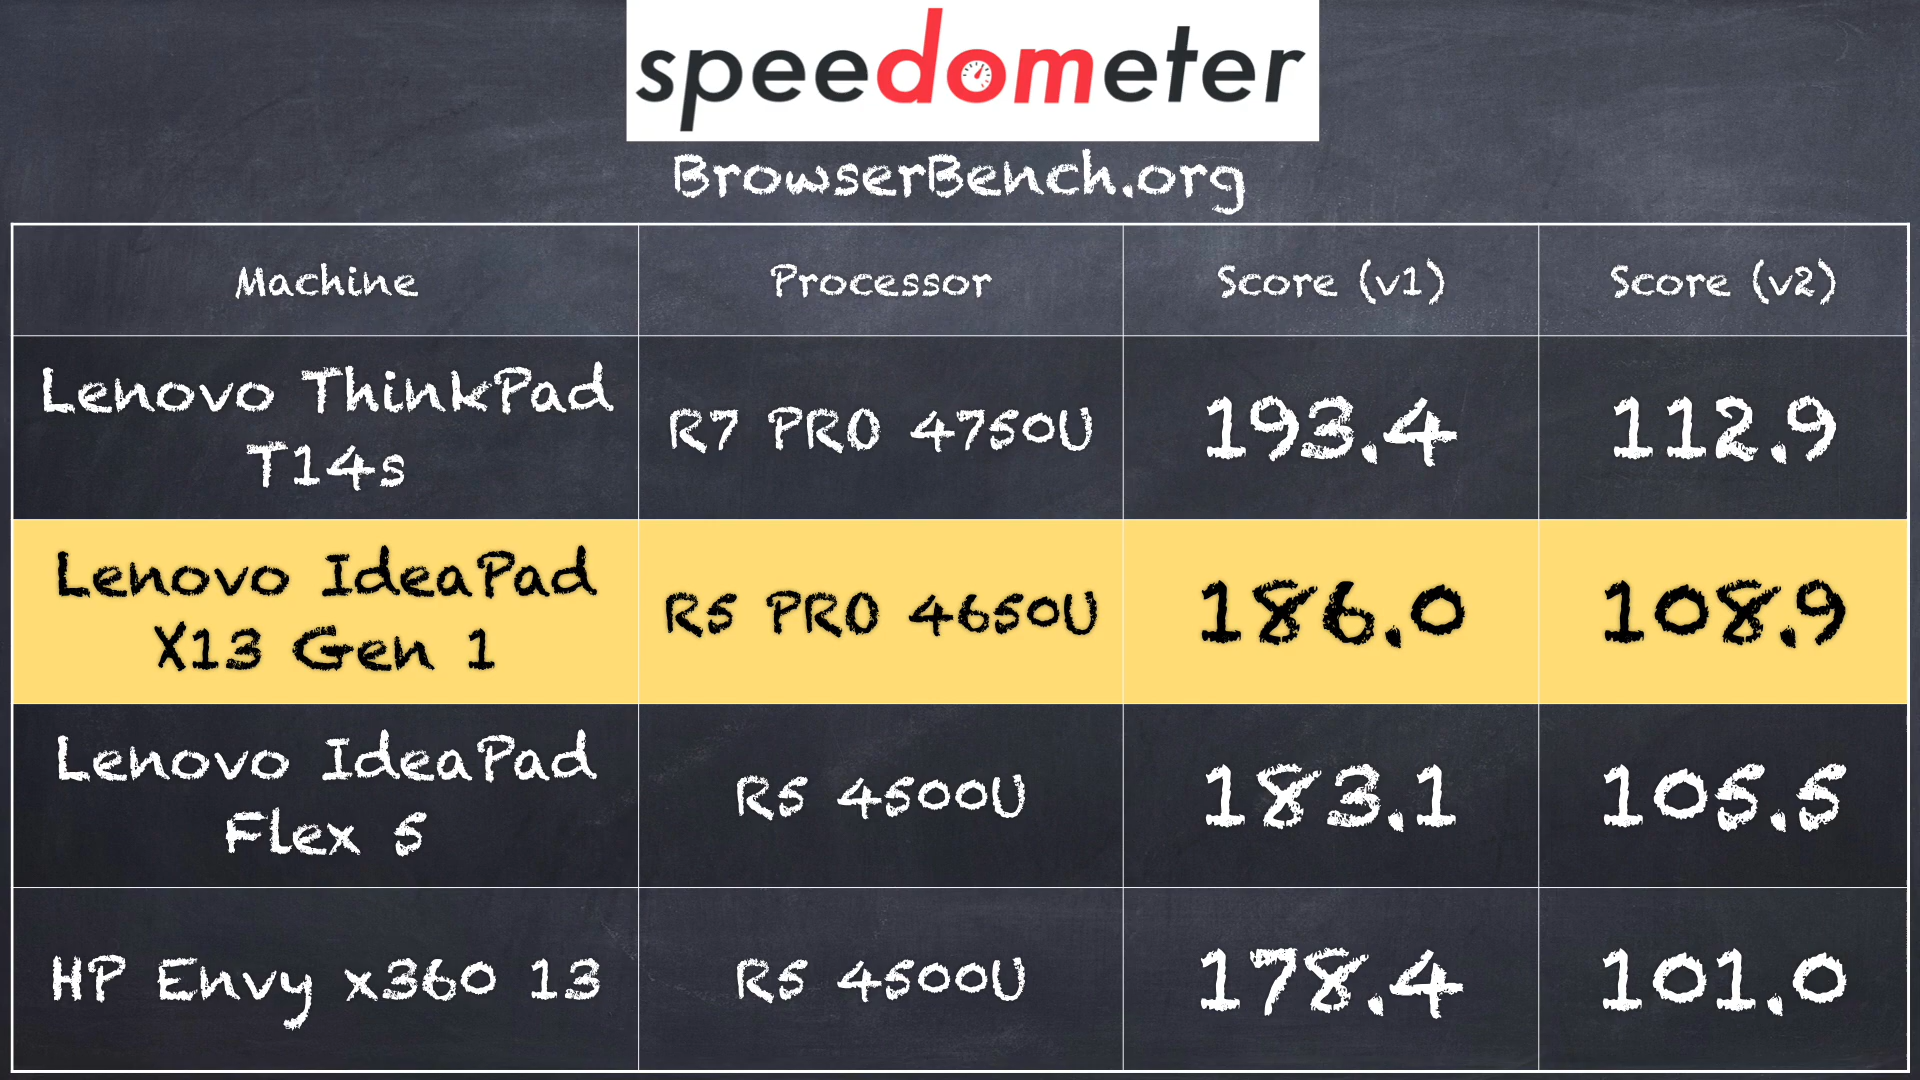 speedometer
BrowserBench.org
Machine Processor Score (v1) Score (v2)
Lenovo ThinkPad
T14s
R7 PRO 4750U 193.4 112.9
Lenovo IdeaPad
X13 Gen 1
R5 PRO 4650U 186.0 108.9
Lenovo IdeaPad
Flex 5
R5 4500U 183.1 105.5
HP Envy x360 13 R5 4500U 178.4 101.0